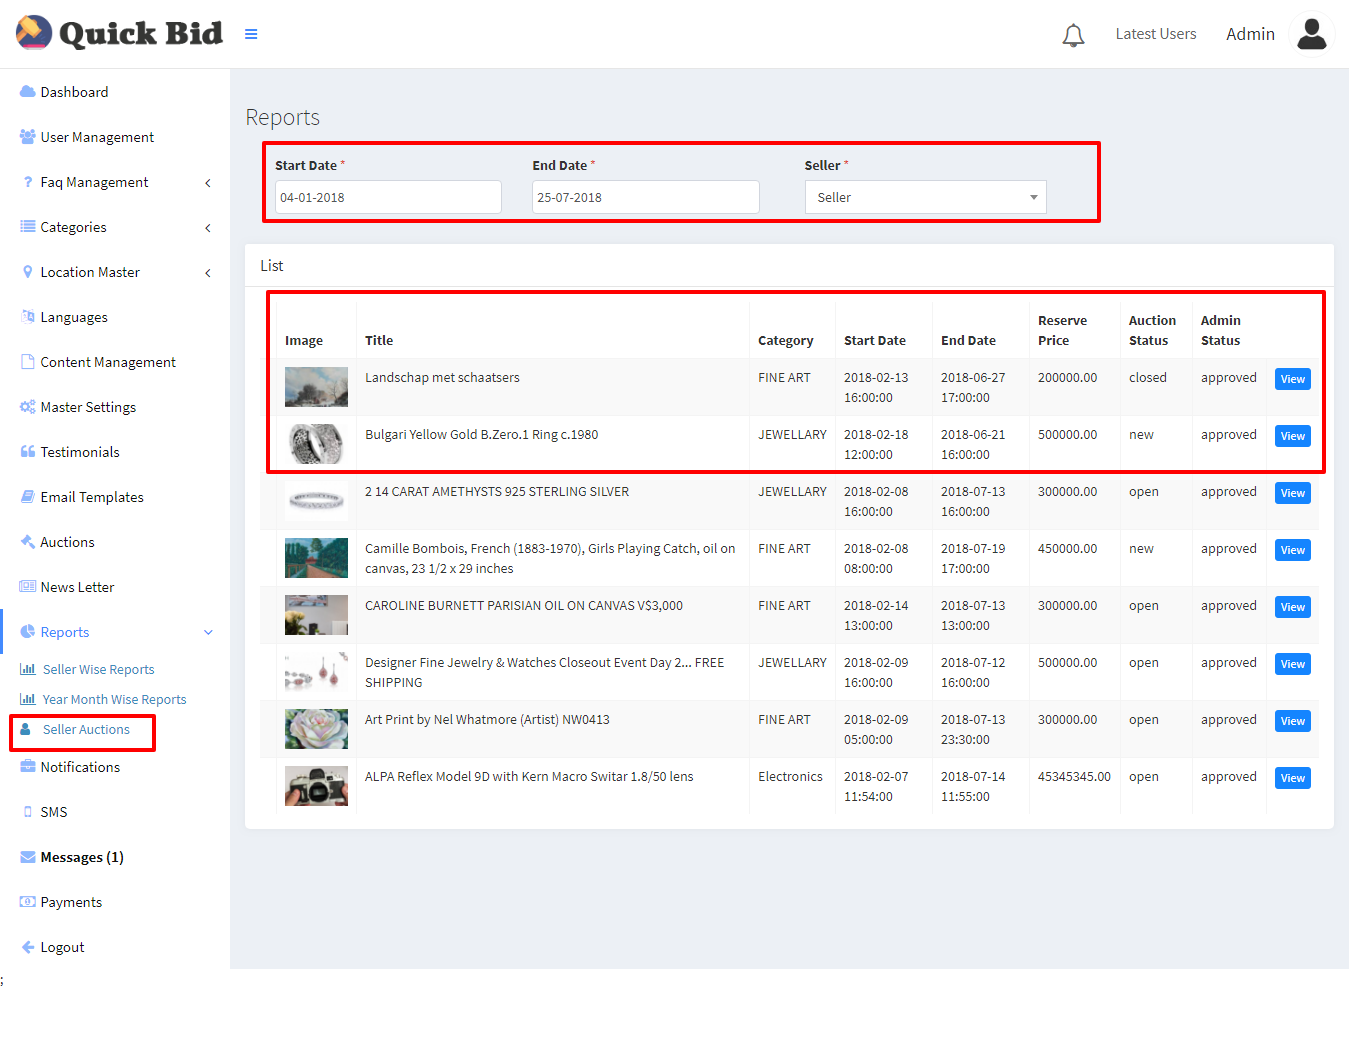 Quick Bid
Latest Users
Admin
Dashboard
User Management
Faq Management
Categories
Location Master
Languages
Content Management
Master Settings
Testimonials
Email Templates
Auctions
News Letter
Reports
Seller Wise Reports
Year Month Wise Reports
Seller Auctions
Notifications
SMS
Messages (1)
Payments
Logout
;
Reports
Start Date *
End Date *
Seller *
04-01-2018
25-07-2018
Seller
List
Image
Title
Category
Start Date
End Date
Reserve
Price
Auction
Status
Admin
Status
Landschap met schaatsers
FINE ART
2018-02-13
16:00:00
2018-06-27
17:00:00
200000.00
closed
approved
View
Bulgari Yellow Gold B.Zero.1 Ring c.1980
JEWELLARY
2018-02-18
12:00:00
2018-06-21
16:00:00
500000.00
new
approved
View
2 14 CARAT AMETHYSTS 925 STERLING SILVER
JEWELLARY
2018-02-08
16:00:00
2018-07-13
16:00:00
300000.00
open
approved
View
Camille Bombois, French (1883-1970), Girls Playing Catch, oil on
canvas, 23 1/2 x 29 inches
FINE ART
2018-02-08
08:00:00
2018-07-19
17:00:00
450000.00
new
approved
View
CAROLINE BURNETT PARISIAN OIL ON CANVAS V$3,000
FINE ART
2018-02-14
13:00:00
2018-07-13
13:00:00
300000.00
open
approved
View
Designer Fine Jewelry & Watches Closeout Event Day 2... FREE
SHIPPING
JEWELLARY
2018-02-09
16:00:00
2018-07-12
16:00:00
500000.00
open
approved
View
Art Print by Nel Whatmore (Artist) NW0413
FINE ART
2018-02-09
05:00:00
2018-07-13
23:30:00
300000.00
open
approved
View
ALPA Reflex Model 9D with Kern Macro Switar 1.8/50 lens
Electronics
2018-02-07
11:54:00
2018-07-14
11:55:00
45345345.00
open
approved
View